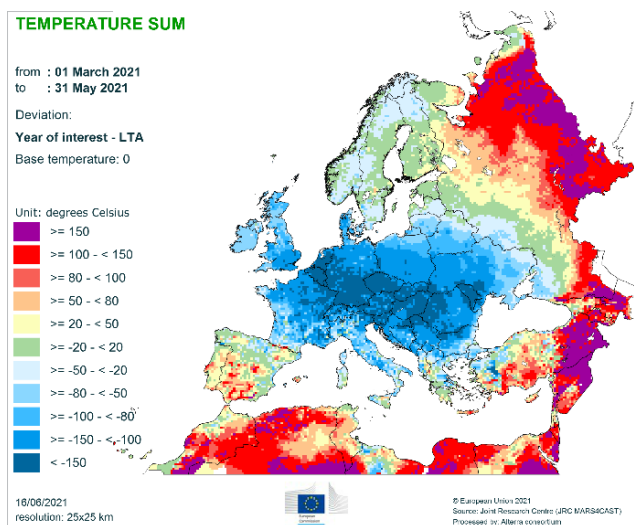 TEMPERATURE SUM
from : 01 March 2021
to : 31 May 2021
Deviation:
Year of interest - LTA
Base temperature: 0
Unit: degrees Celsius
>= 150
>= 100 - < 150
>= 80 - < 100
>= 50 - < 80
>= 20 - < 50
>= -20 - < 20
>= -50 - < -20
>= -80 - < -50
>= -100 - < -80
>= -150 - < -100
< -150
16/06/2021
resolution: 25x25 km
European
Commission
© European Union 2021
Source: Joint Research Centre (JRC MARS4CAST)
Processed by: Alterra consortium